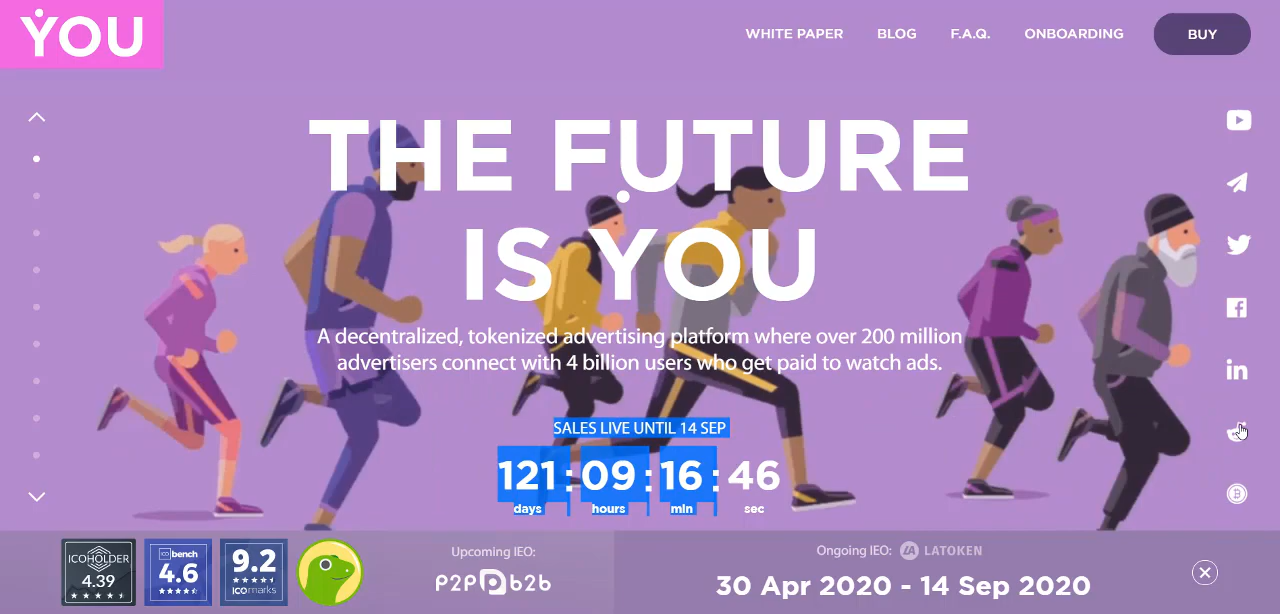 YOU
WHITE PAPER
BLOG
F.A.Q.
ONBOARDING
BUY
THE FUTURE
IS YOU
A decentralized, tokenized advertising platform where over 200 million
advertisers connect with 4 billion users who get paid to watch ads.
SALES LIVE UNTIL 14 SEP
121 : 09 : 16 : 46
days hours min sec
ICOHOLDER
4.39
ICO bench
4.6
9.2
icomarks
Upcoming IEO:
P2PB2B
Ongoing IEO: LA LATOKEN
30 Apr 2020 - 14 Sep 2020